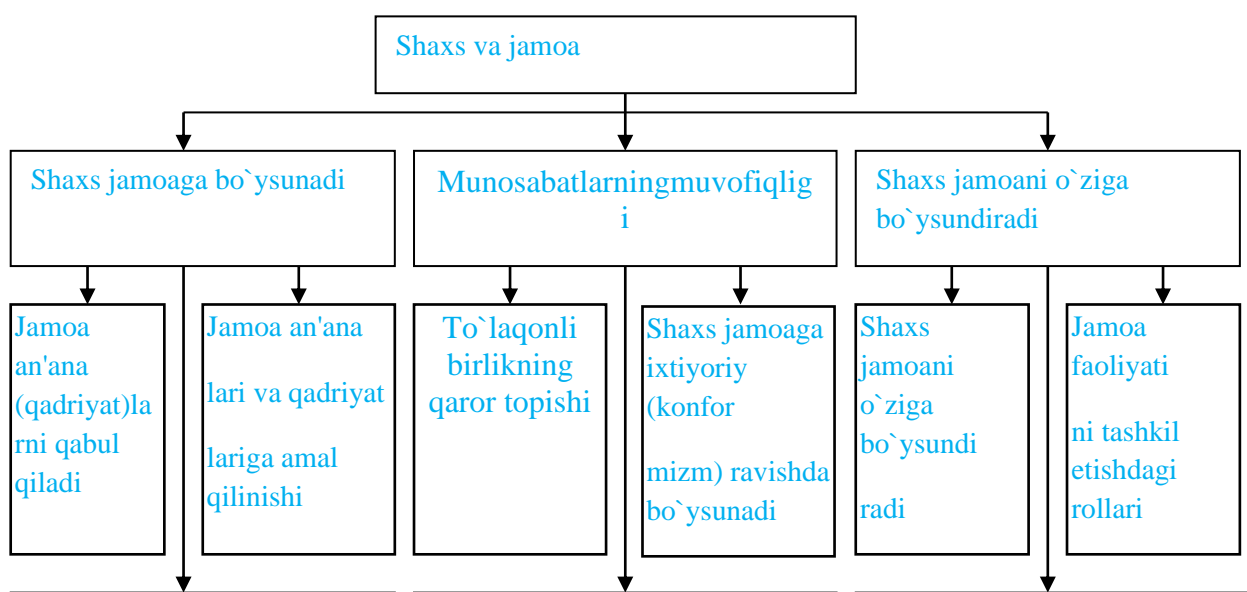 Shaxs va jamoa
Shaxs jamoaga bo`ysunadi
Munosabatlarningmuvofiqlig
i
Shaxs jamoani o`ziga
bo`ysundiradi
Jamoa
an'ana
(qadriyat)la
rni qabul
qiladi
Jamoa an'ana
lari va qadriyat
lariga amal
qilinishi
To`laqonli
birlikning
qaror topishi
Shaxs jamoaga
ixtiyoriy
(konfor
mizm) ravishda
bo`ysunadi
Shaxs
jamoani
o`ziga
bo`ysundi
radi
Jamoa
faoliyati
ni tashkil
etishdagi
rollari